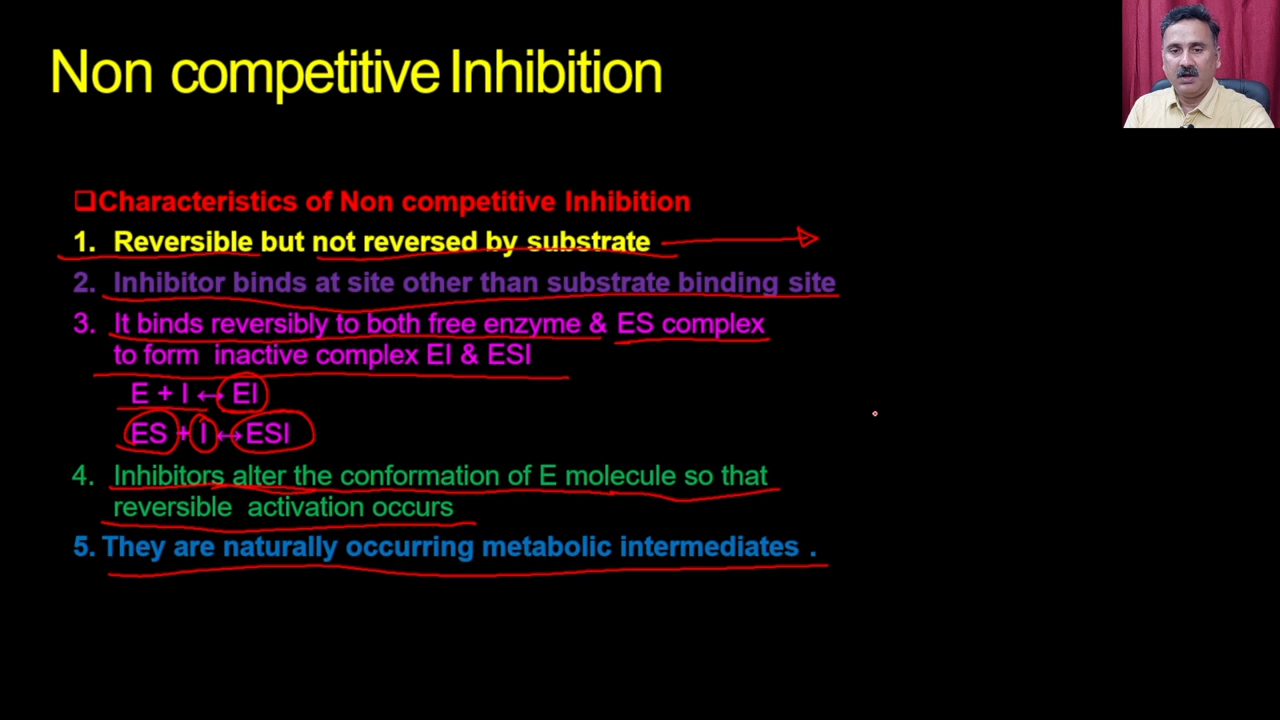 Non competitive Inhibition
❑Characteristics of Non competitive Inhibition
1. Reversible but not reversed by substrate
2. Inhibitor binds at site other than substrate binding site
3. It binds reversibly to both free enzyme & ES complex
to form inactive complex EI & ESI
E + I ↔ EI
ES + I ↔ ESI
4. Inhibitors alter the conformation of E molecule so that
reversible activation occurs
5. They are naturally occurring metabolic intermediates .